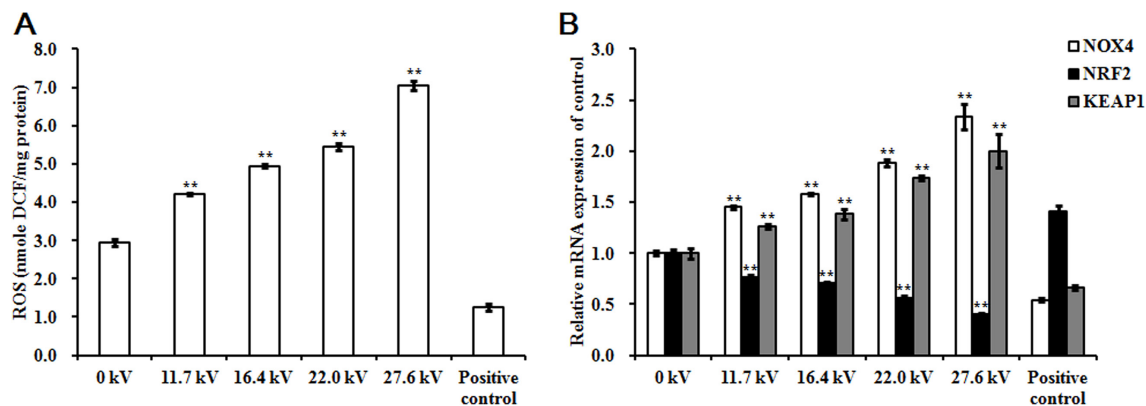 A
ROS (nmole DCF/mg protein)
8.0
7.0
6.0
5.0
4.0
3.0
2.0
1.0
0.0
**
**
**
**
0 kV
11.7 kV
16.4 kV
22.0 kV
27.6 kV
Positive
control
B
Relative mRNA expression of control
3.0
2.5
2.0
1.5
1.0
0.5
0.0
**
**
**
**
**
**
**
**
**
**
**
**
0 kV
11.7 kV
16.4 kV
22.0 kV
27.6 kV
Positive
control
NOX4
NRF2
KEAP1